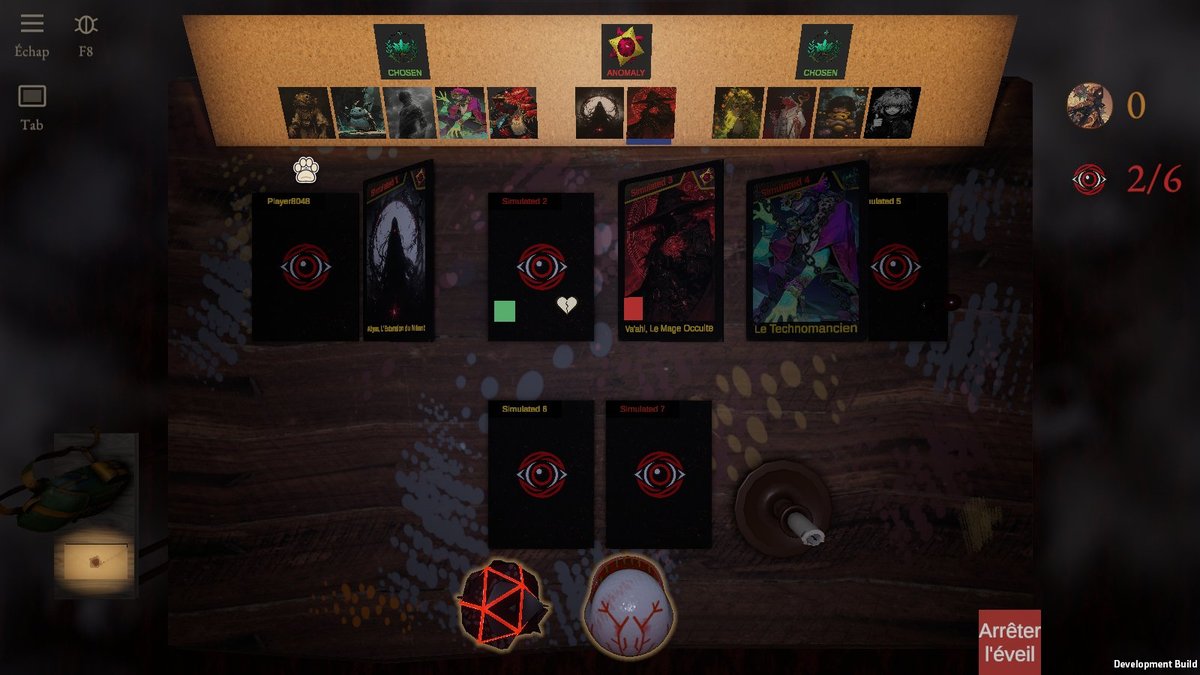 Échap
F8
Tab
CHOSEN
ANOMALY
CHOSEN
0
2/6
Player8048
Simulated 1
Simulated 2
Simulated 3
Simulated 4
ulated 5
Va'ahl, Le Mage Occulte
Le Technomancien
Simulated 6
Simulated 7
Arrêter
l'éveil
Development Build